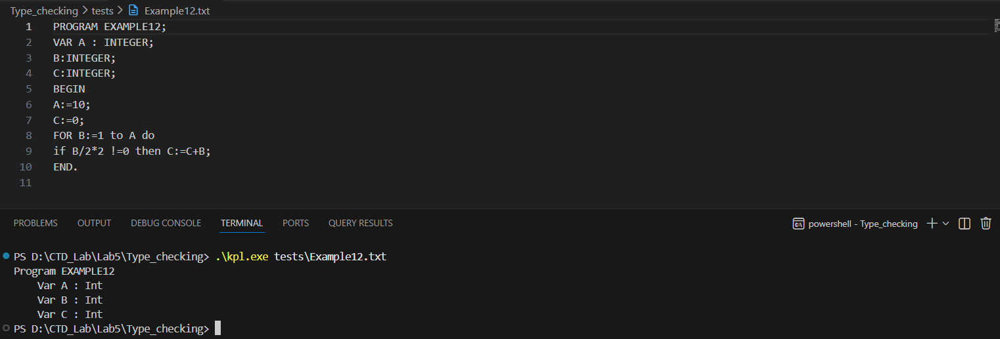 Type_checking > tests > Example12.txt
1 PROGRAM EXAMPLE12;
2 VAR A : INTEGER;
3 B:INTEGER;
4 C:INTEGER;
5 BEGIN
6 A:=10;
7 C:=0;
8 FOR B:=1 to A do
9 if B/2*2 !=0 then C:=C+B;
10 END.
11
PROBLEMS OUTPUT DEBUG CONSOLE TERMINAL PORTS QUERY RESULTS powershell - Type_checking
PS D:\CTD_Lab\Lab5\Type_checking> .\kpl.exe tests\Example12.txt
Program EXAMPLE12
    Var A : Int
    Var B : Int
    Var C : Int
PS D:\CTD_Lab\Lab5\Type_checking>